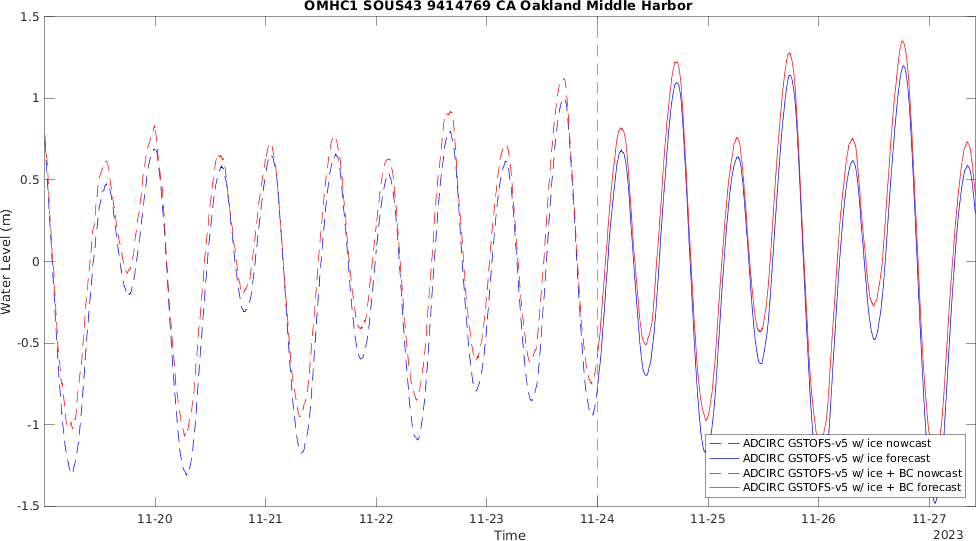 OMHC1 SOUS43 9414769 CA Oakland Middle Harbor
1.5
1
0.5
0
-0.5
-1
-1.5
Water Level (m)
ADCIRC GSTOFS-v5 w/ ice nowcast
ADCIRC GSTOFS-v5 w/ ice forecast
ADCIRC GSTOFS-v5 w/ ice + BC nowcast
ADCIRC GSTOFS-v5 w/ ice + BC forecast
11-20 11-21 11-22 11-23 11-24 11-25 11-26 11-27
Time
2023